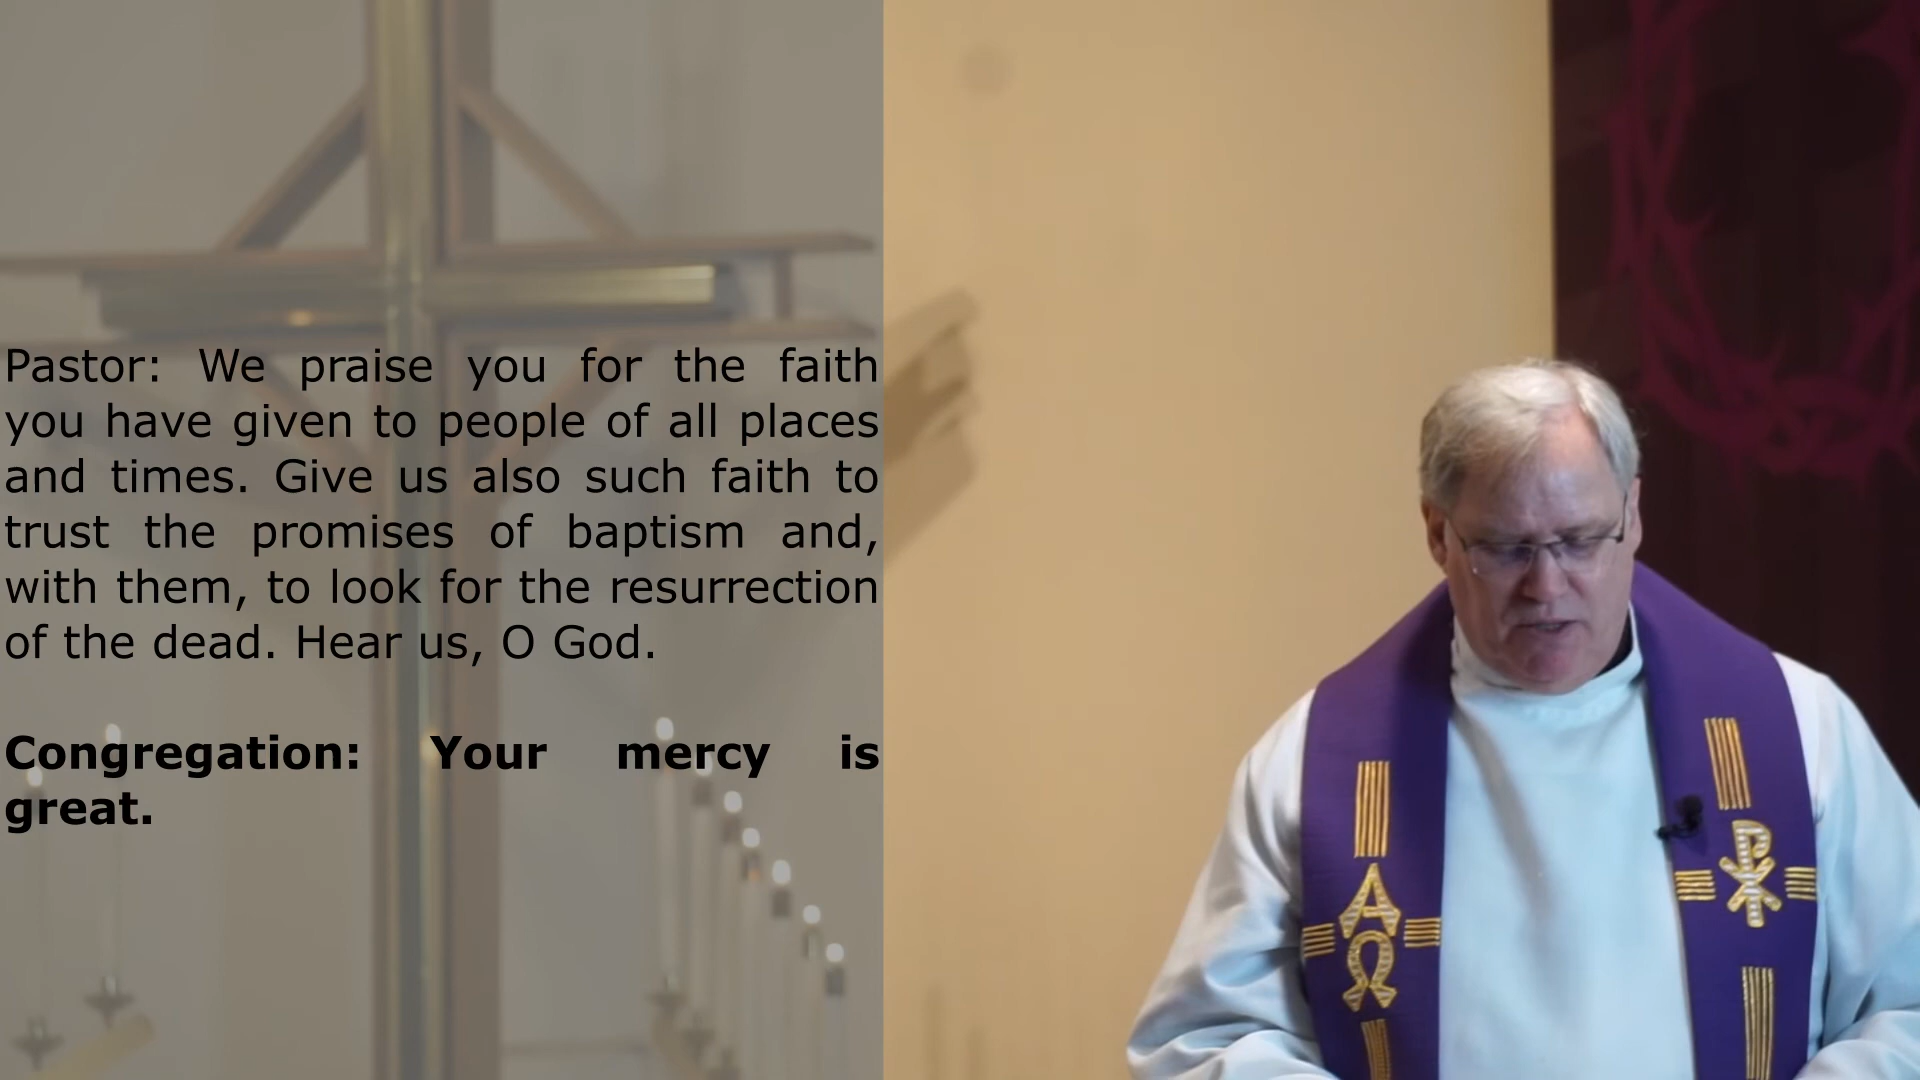 Pastor: We praise you for the faith
you have given to people of all places
and times. Give us also such faith to
trust the promises of baptism and,
with them, to look for the resurrection
of the dead. Hear us, O God.
Congregation: Your mercy is
great.
Α
Ω
☧